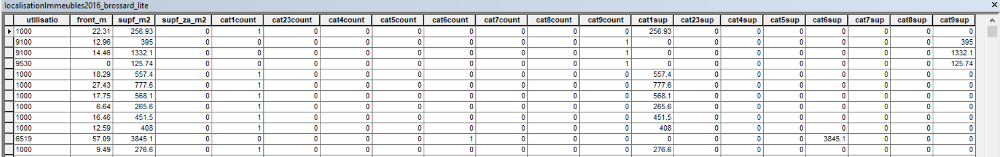 localisationImmeubles2016_brossard_lite
utilisatio front_m supf_m2 supf_za_m2 cat1count cat23count cat4count cat5count cat6count cat7count cat8count cat9count cat1sup cat23sup cat4sup cat5sup cat6sup cat7sup cat8sup cat9sup
1000 22.31 256.93 0 1 0 0 0 0 0 0 0 256.93 0 0 0 0 0 0 0
9100 12.96 395 0 0 0 0 0 0 0 0 1 0 0 0 0 0 0 0 395
9100 14.46 1332.1 0 0 0 0 0 0 0 0 1 0 0 0 0 0 0 0 1332.1
9530 0 125.74 0 0 0 0 0 0 0 0 1 0 0 0 0 0 0 0 125.74
1000 18.29 557.4 0 1 0 0 0 0 0 0 0 557.4 0 0 0 0 0 0 0
1000 27.43 777.6 0 1 0 0 0 0 0 0 0 777.6 0 0 0 0 0 0 0
1000 17.75 568.1 0 1 0 0 0 0 0 0 0 568.1 0 0 0 0 0 0 0
1000 6.64 265.6 0 1 0 0 0 0 0 0 0 265.6 0 0 0 0 0 0 0
1000 16.46 451.5 0 1 0 0 0 0 0 0 0 451.5 0 0 0 0 0 0 0
1000 12.59 408 0 1 0 0 0 0 0 0 0 408 0 0 0 0 0 0 0
6519 57.09 3845.1 0 0 0 0 0 1 0 0 0 0 0 0 0 3845.1 0 0 0
1000 9.49 276.6 0 1 0 0 0 0 0 0 0 276.6 0 0 0 0 0 0 0